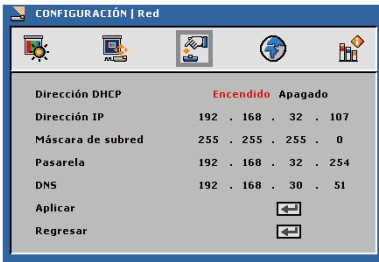 CONFIGURACIÓN | Red
Dirección DHCP Encendido Apagado
Dirección IP 192 . 168 . 32 . 107
Máscara de subred 255 . 255 . 255 . 0
Pasarela 192 . 168 . 32 . 254
DNS 192 . 168 . 30 . 51
Aplicar
Regresar